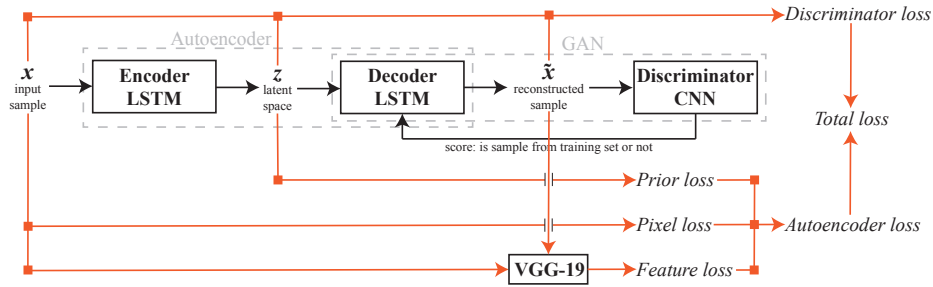 Discriminator loss
Autoencoder
GAN
x
input
sample
Encoder
LSTM
z
latent
space
Decoder
LSTM
x̃
reconstructed
sample
Discriminator
CNN
Total loss
score: is sample from training set or not
Prior loss
Pixel loss
Autoencoder loss
VGG-19
Feature loss